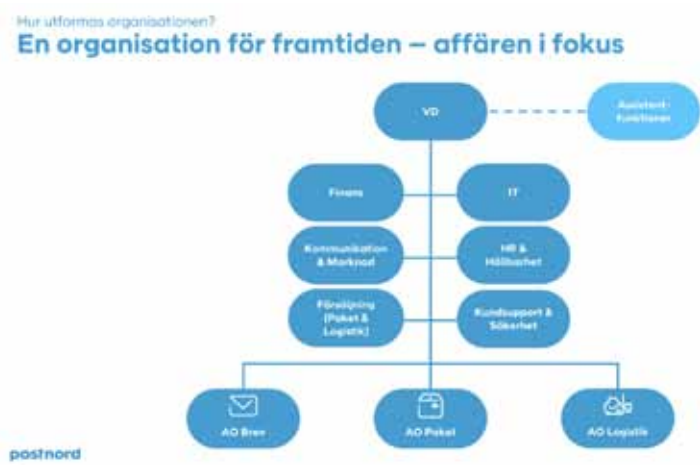 Hur utformas organisationen?
En organisation för framtiden – affären i fokus
VD
Assistent-
funktioner
Finans
IT
Kommunikation
& Marknad
HR &
Hållbarhet
Försäljning
(Paket &
Logistik)
Kundsupport &
Säkerhet
AO Brev
AO Paket
AO Logistik
postnord